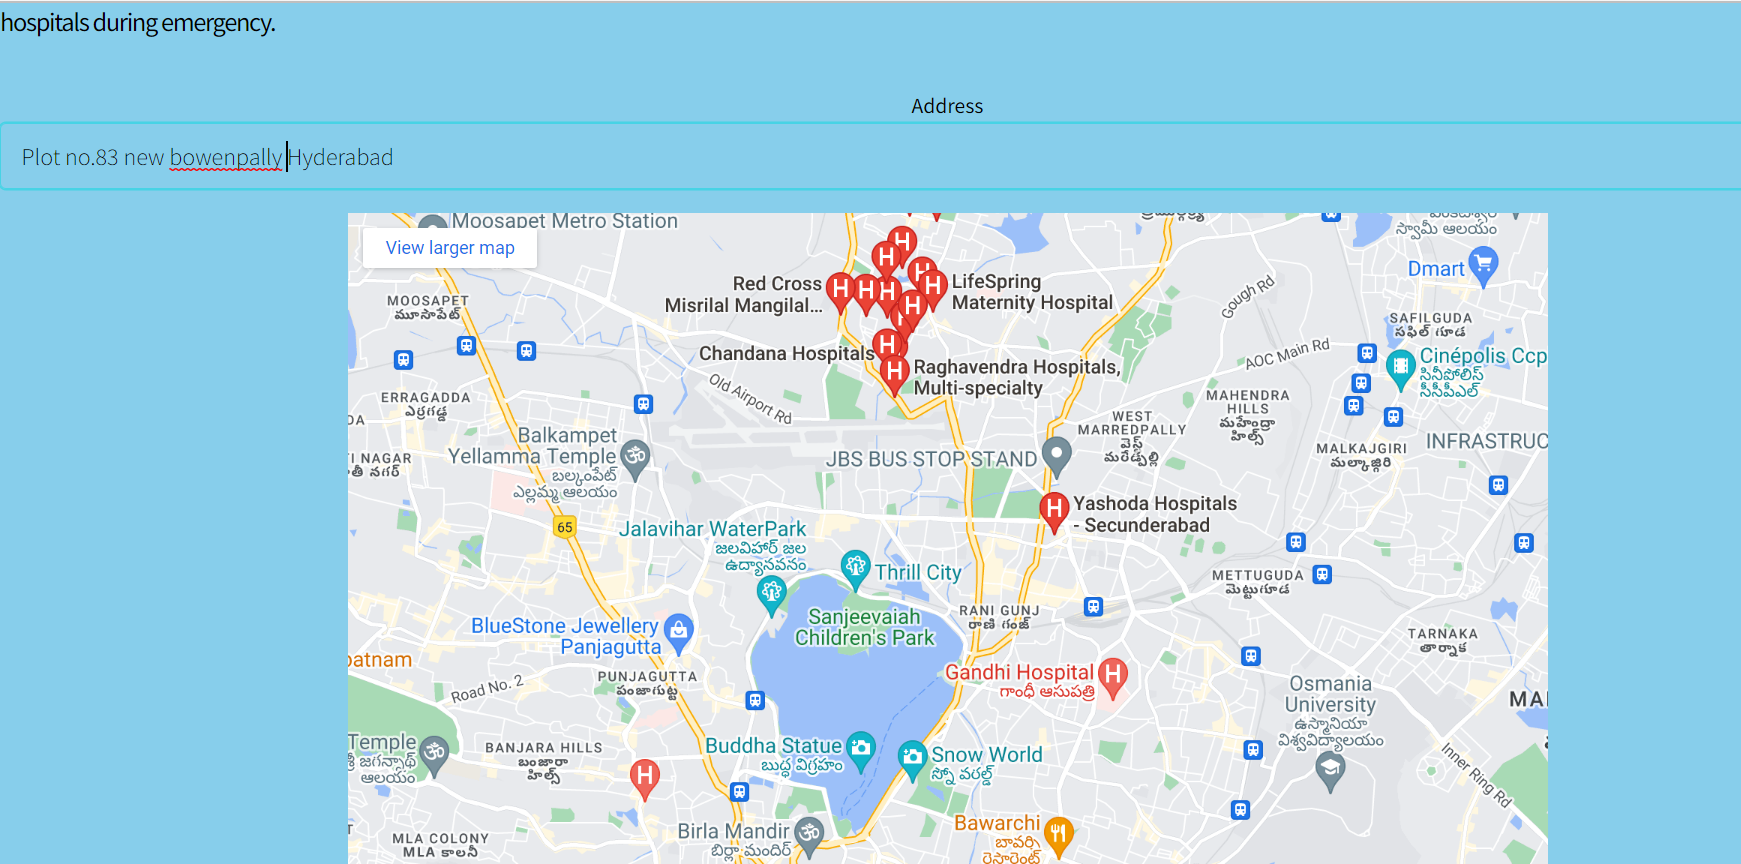 hospitals during emergency.
Address
Plot no.83 new bowenpally Hyderabad
Moosapet Metro Station
View larger map
స్వామి ఆలయం
Dmart
Red Cross
Misrilal Mangilal...
LifeSpring
Maternity Hospital
MOOSAPET
మూసాపేట్
Gough Rd
SAFILGUDA
సఫిల్ గూడ
Chandana Hospitals
Raghavendra Hospitals,
Multi-specialty
AOC Main Rd
Cinépolis Ccp
సినీపోలిస్
సీసీపీఎల్
Old Airport Rd
ERRAGADDA
ఎర్రగడ్డ
DA
MAHENDRA
HILLS
మహేంద్రా
హిల్స్
WEST
MARREDPALLY
వెస్ట్
మారేడ్పల్లి
Balkampet
Yellamma Temple
బల్కంపేట్
ఎల్లమ్మ ఆలయం
I NAGAR
తీ నగర్
JBS BUS STOP STAND
MALKAJGIRI
మల్కాజ్గిరి
INFRASTRUC
65
Yashoda Hospitals
- Secunderabad
Jalavihar WaterPark
జలవిహార్ జల
ఉద్యానవనం
Thrill City
METTUGUDA
మెట్టుగూడ
Sanjeevaiah
Children's Park
RANI GUNJ
రాణి గంజ్
BlueStone Jewellery
Panjagutta
TARNAKA
తార్నాక
patnam
Road No. 2
PUNJAGUTTA
పంజాగుట్ట
Gandhi Hospital
గాంధీ ఆసుపత్రి
Osmania
University
ఉస్మానియా
విశ్వవిద్యాలయం
MA
Temple
జగన్నాథ్
ఆలయం
BANJARA HILLS
బంజారా
హిల్స్
Buddha Statue
బుద్ధ విగ్రహం
Snow World
స్నో వరల్డ్
Inner Ring Rd
MLA COLONY
MLA కాలనీ
Birla Mandir
బిర్లా మందిర్
Bawarchi
బావర్చి
రెస్టారెంట్